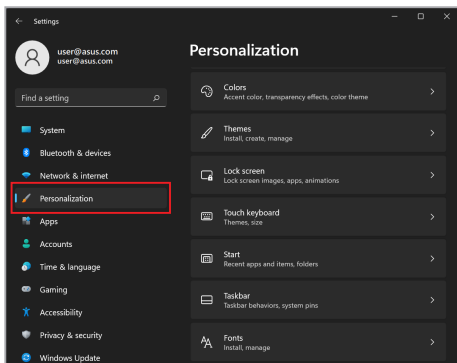 Settings
user@asus.com
user@asus.com
Find a setting
System
Bluetooth & devices
Network & internet
Personalization
Apps
Accounts
Time & language
Gaming
Accessibility
Privacy & security
Windows Update
Personalization
Colors
Accent color, transparency effects, color theme
Themes
Install, create, manage
Lock screen
Lock screen images, apps, animations
Touch keyboard
Themes, size
Start
Recent apps and items, folders
Taskbar
Taskbar behaviors, system pins
Fonts
Install, manage